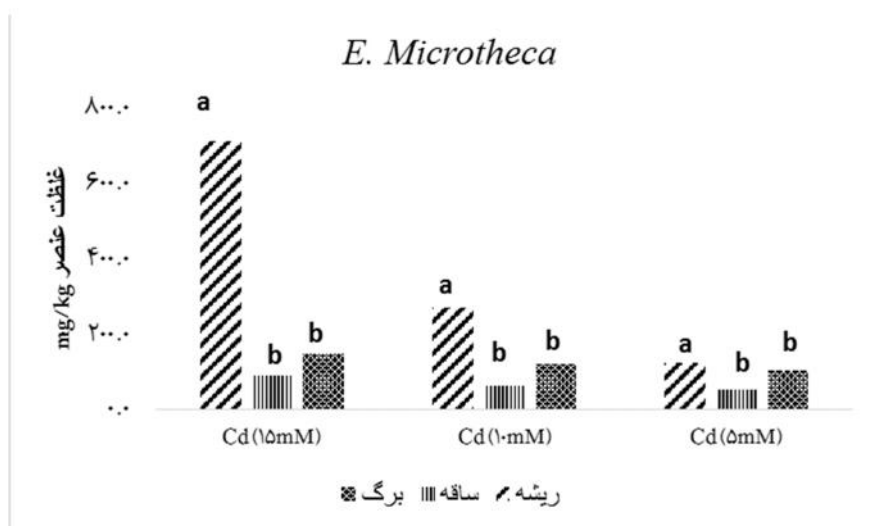 E. Microtheca
غلظت عنصر mg/kg
۸۰۰.۰
a
۶۰۰.۰
۴۰۰.۰
a
۲۰۰.۰
b
b
b
b
a
b
b
۰.۰
Cd(۱۵mM)
Cd(۱۰mM)
Cd(۵mM)
ریشه ساقه برگ